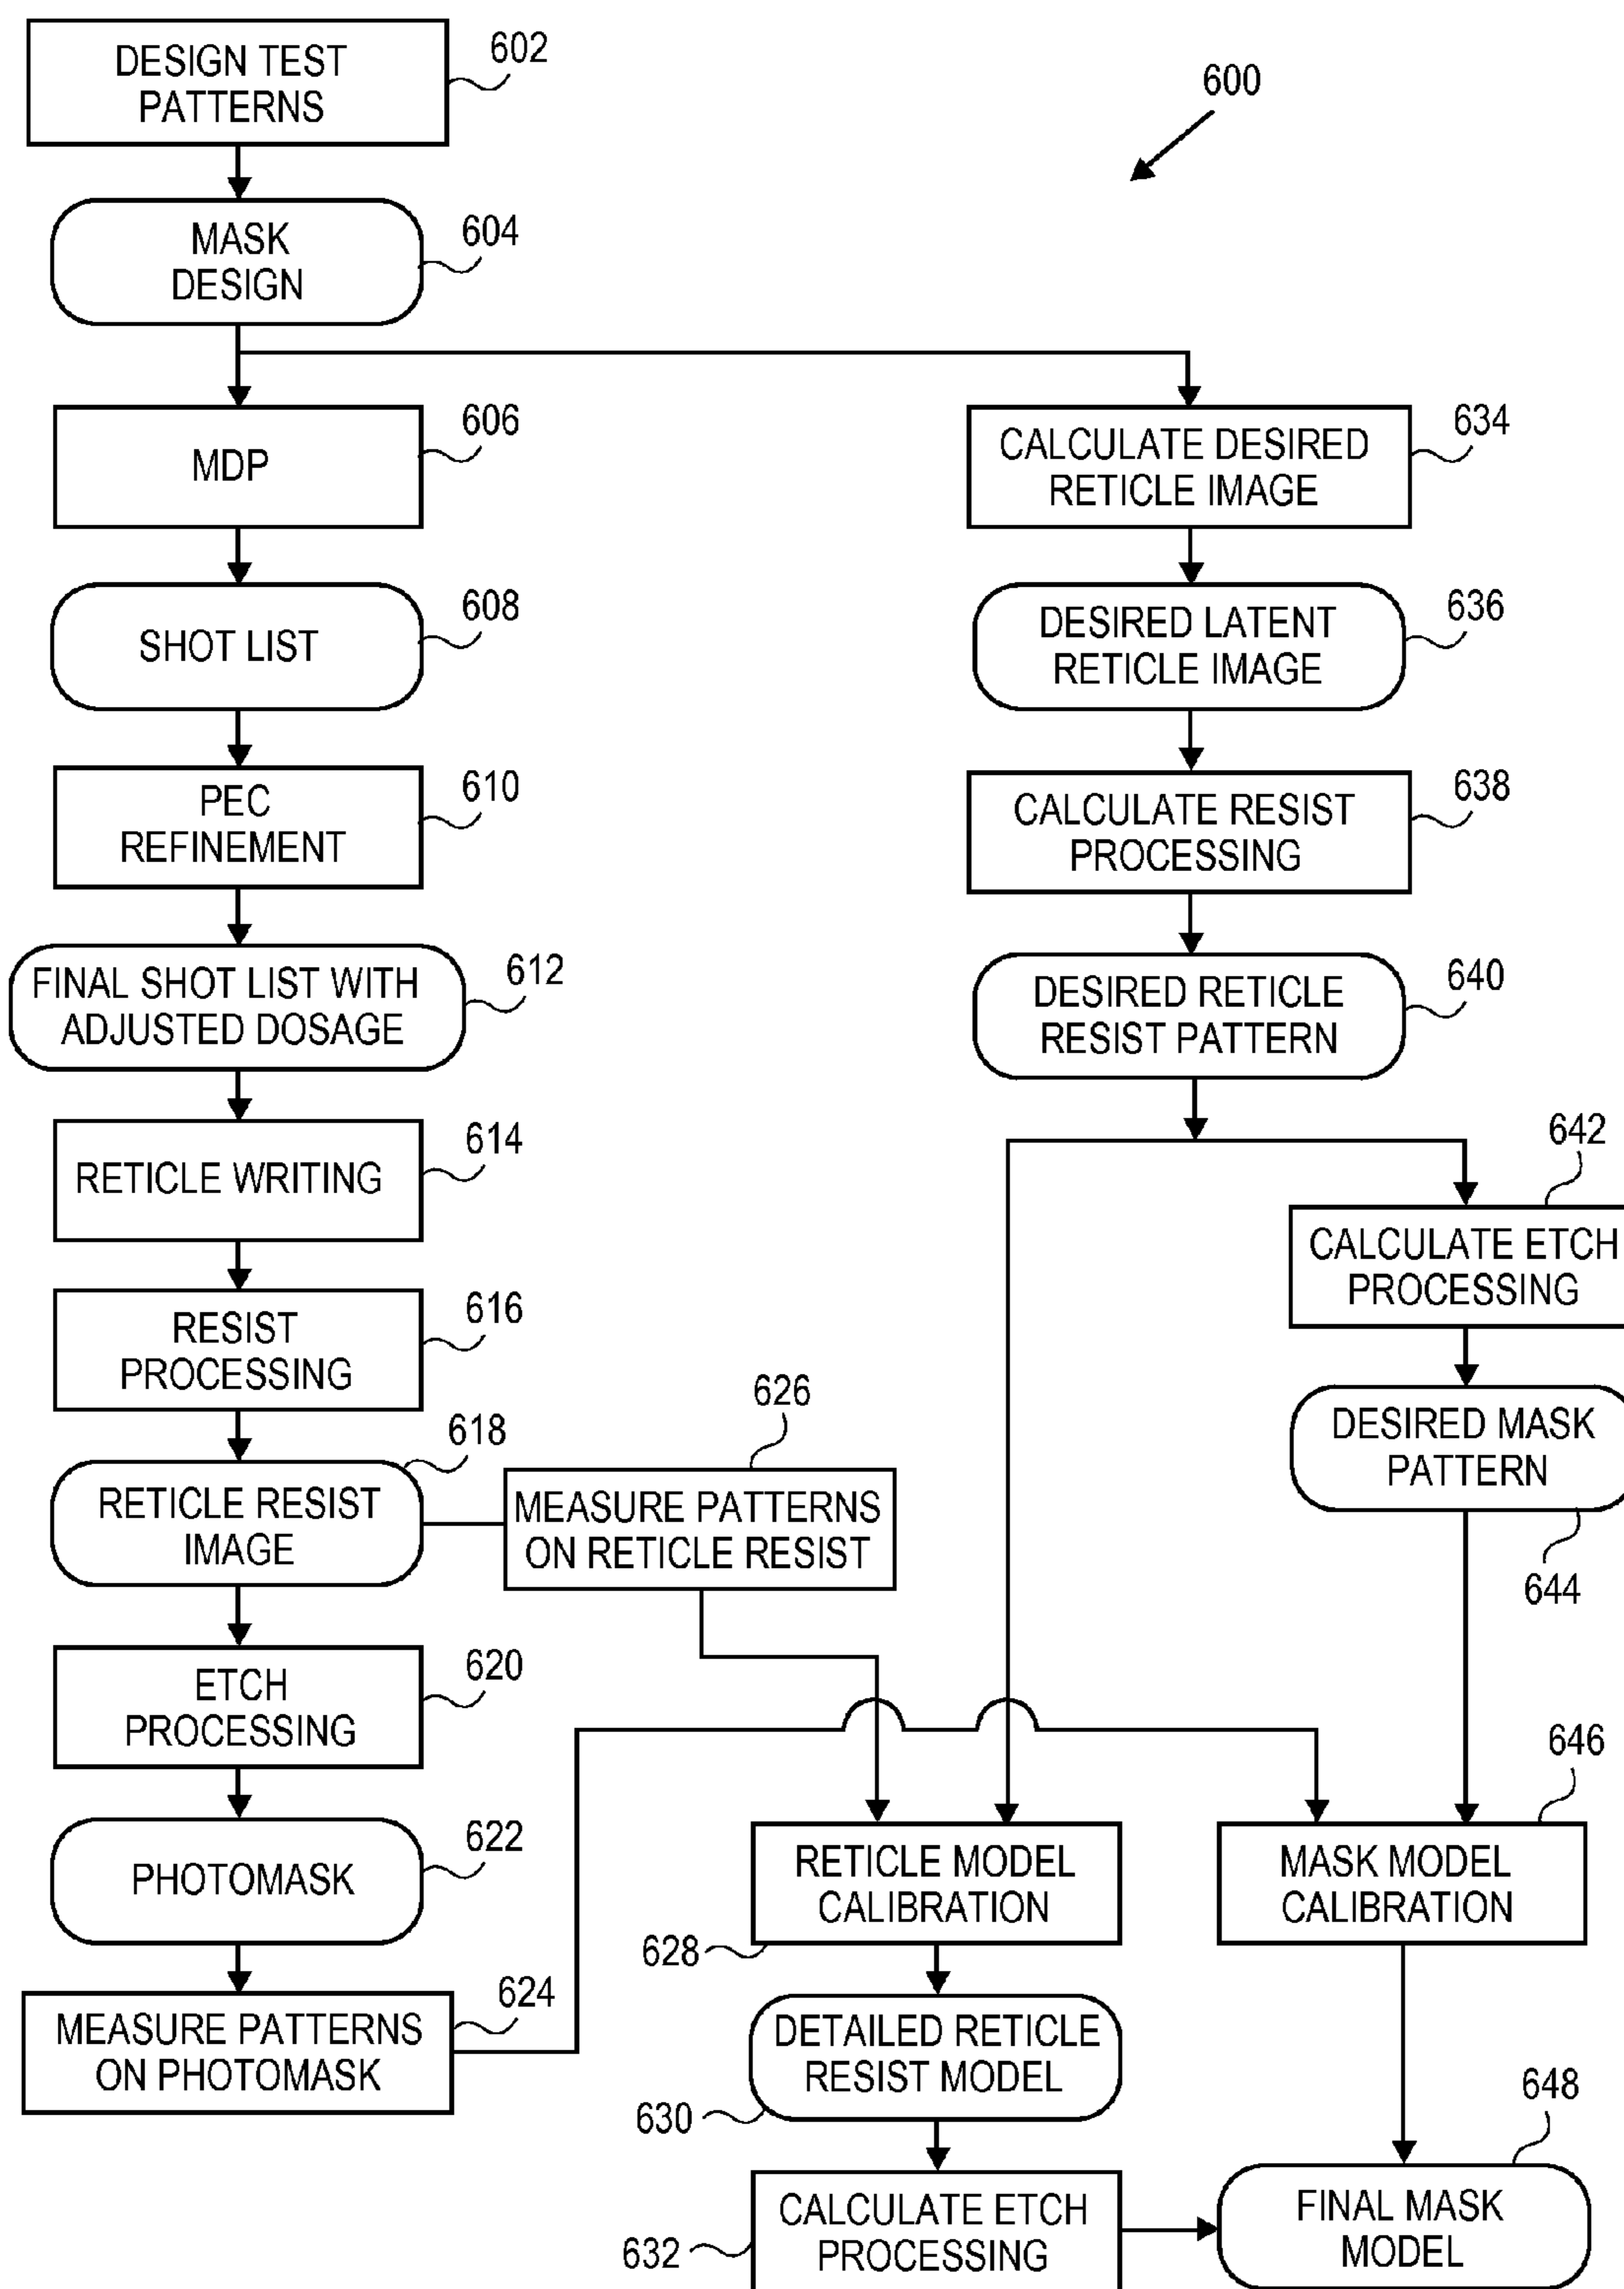 DESIGN TEST
PATTERNS
602
600
MASK
DESIGN
604
MDP
606
SHOT LIST
608
PEC
REFINEMENT
610
FINAL SHOT LIST WITH
ADJUSTED DOSAGE
612
RETICLE WRITING
614
RESIST
PROCESSING
616
RETICLE RESIST
IMAGE
618
MEASURE PATTERNS
ON RETICLE RESIST
626
ETCH
PROCESSING
620
PHOTOMASK
622
MEASURE PATTERNS
ON PHOTOMASK
624
CALCULATE DESIRED
RETICLE IMAGE
634
DESIRED LATENT
RETICLE IMAGE
636
CALCULATE RESIST
PROCESSING
638
DESIRED RETICLE
RESIST PATTERN
640
642
CALCULATE ETCH
PROCESSING
DESIRED MASK
PATTERN
644
RETICLE MODEL
CALIBRATION
628
646
MASK MODEL
CALIBRATION
DETAILED RETICLE
RESIST MODEL
630
CALCULATE ETCH
PROCESSING
632
648
FINAL MASK
MODEL